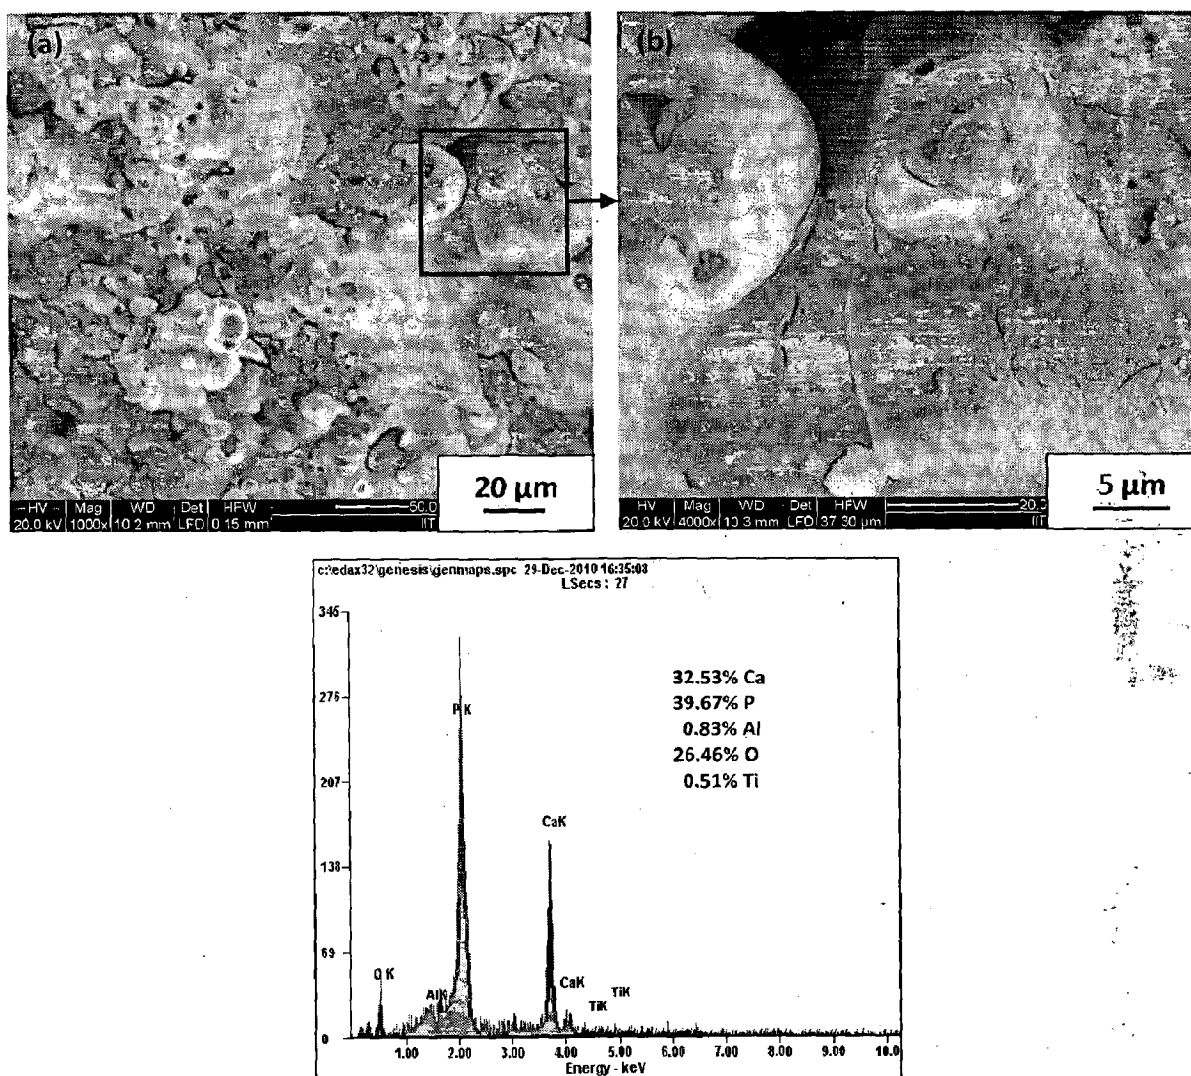 (a)
20 µm
HV Mag WD Det HFW 50.0
20.0 kV 1000x 10.2 mm LFD 0.15 mm IIT
(b)
5 µm
HV Mag WD Det HFW 20.0
20.0 kV 4000x 10.3 mm LFD 37.30 µm IIT
c:\edax32\genesis\genmaps.spc 29-Dec-2010 16:35:08
LSecs : 27
345
276
207
138
69
0
O K
AlK
P K
CaK
CaK
TiK
TiK
32.53% Ca
39.67% P
0.83% Al
26.46% O
0.51% Ti
1.00 2.00 3.00 4.00 5.00 6.00 7.00 8.00 9.00 10.0
Energy - keV